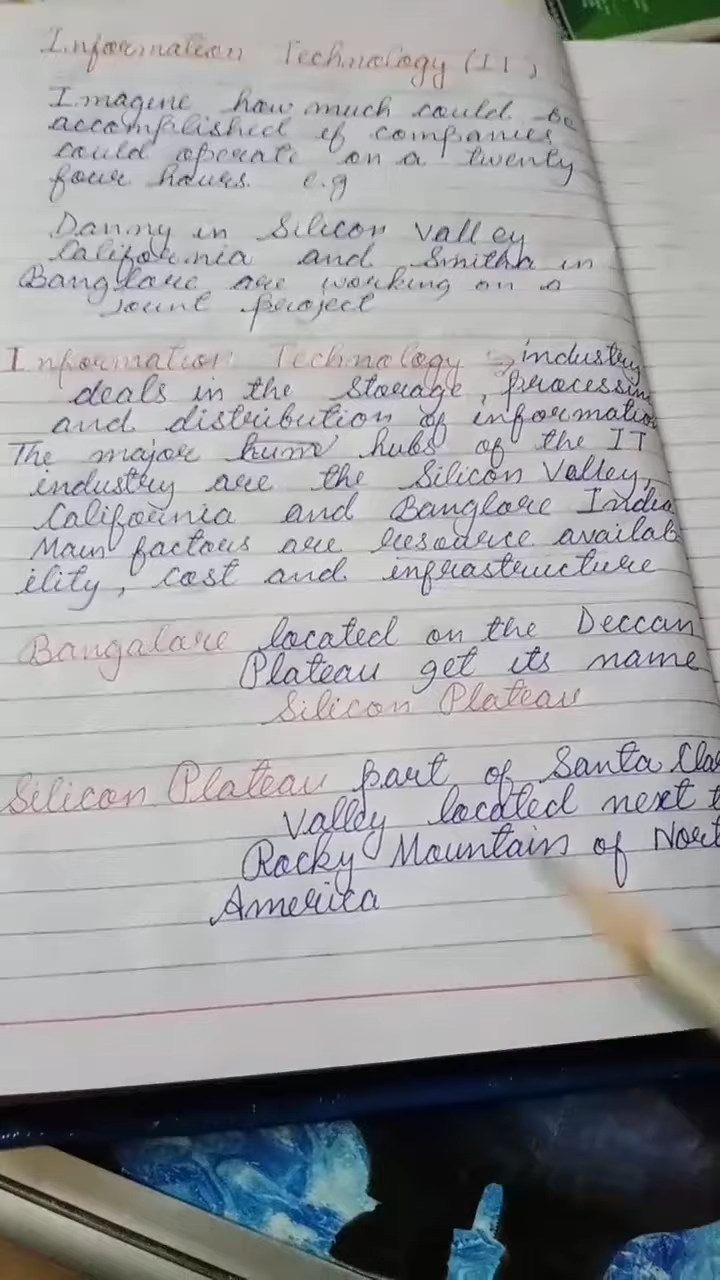 Information Technology (IT)
Imagine how much could be
accomplished if companies
could operate on a twenty
four hours. e.g
Danny in Silicon Valley
California and Smitha in
Banglore are working on a
Joint project
Information Technology → industry
deals in the storage, processin
and distribution of informatio
The major hubs of the IT
industry are the Silicon Valley,
California and Banglore India
Main factors are resource availab
ility, cost and infrastructure
Bangalore located on the Deccan
Plateau get its name
Silicon Plateau
Silicon Plateau part of Santa Cla
Valley located next t
Rocky Mountain of Nort
America